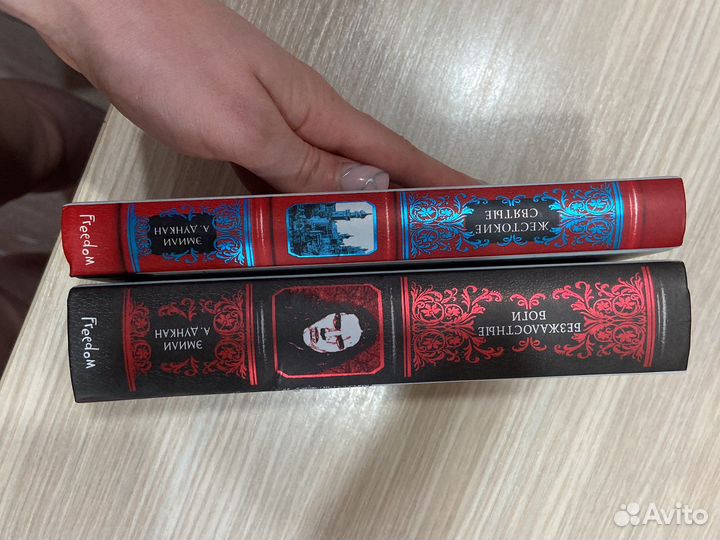 Freedom
ЭМИЛИ
А. ДУНКАН
ЖЕСТОКИЕ
СВЯТЫЕ
Freedom
ЭМИЛИ
А. ДУНКАН
БЕЗЖАЛОСТНЫЕ
БОГИ
Avito